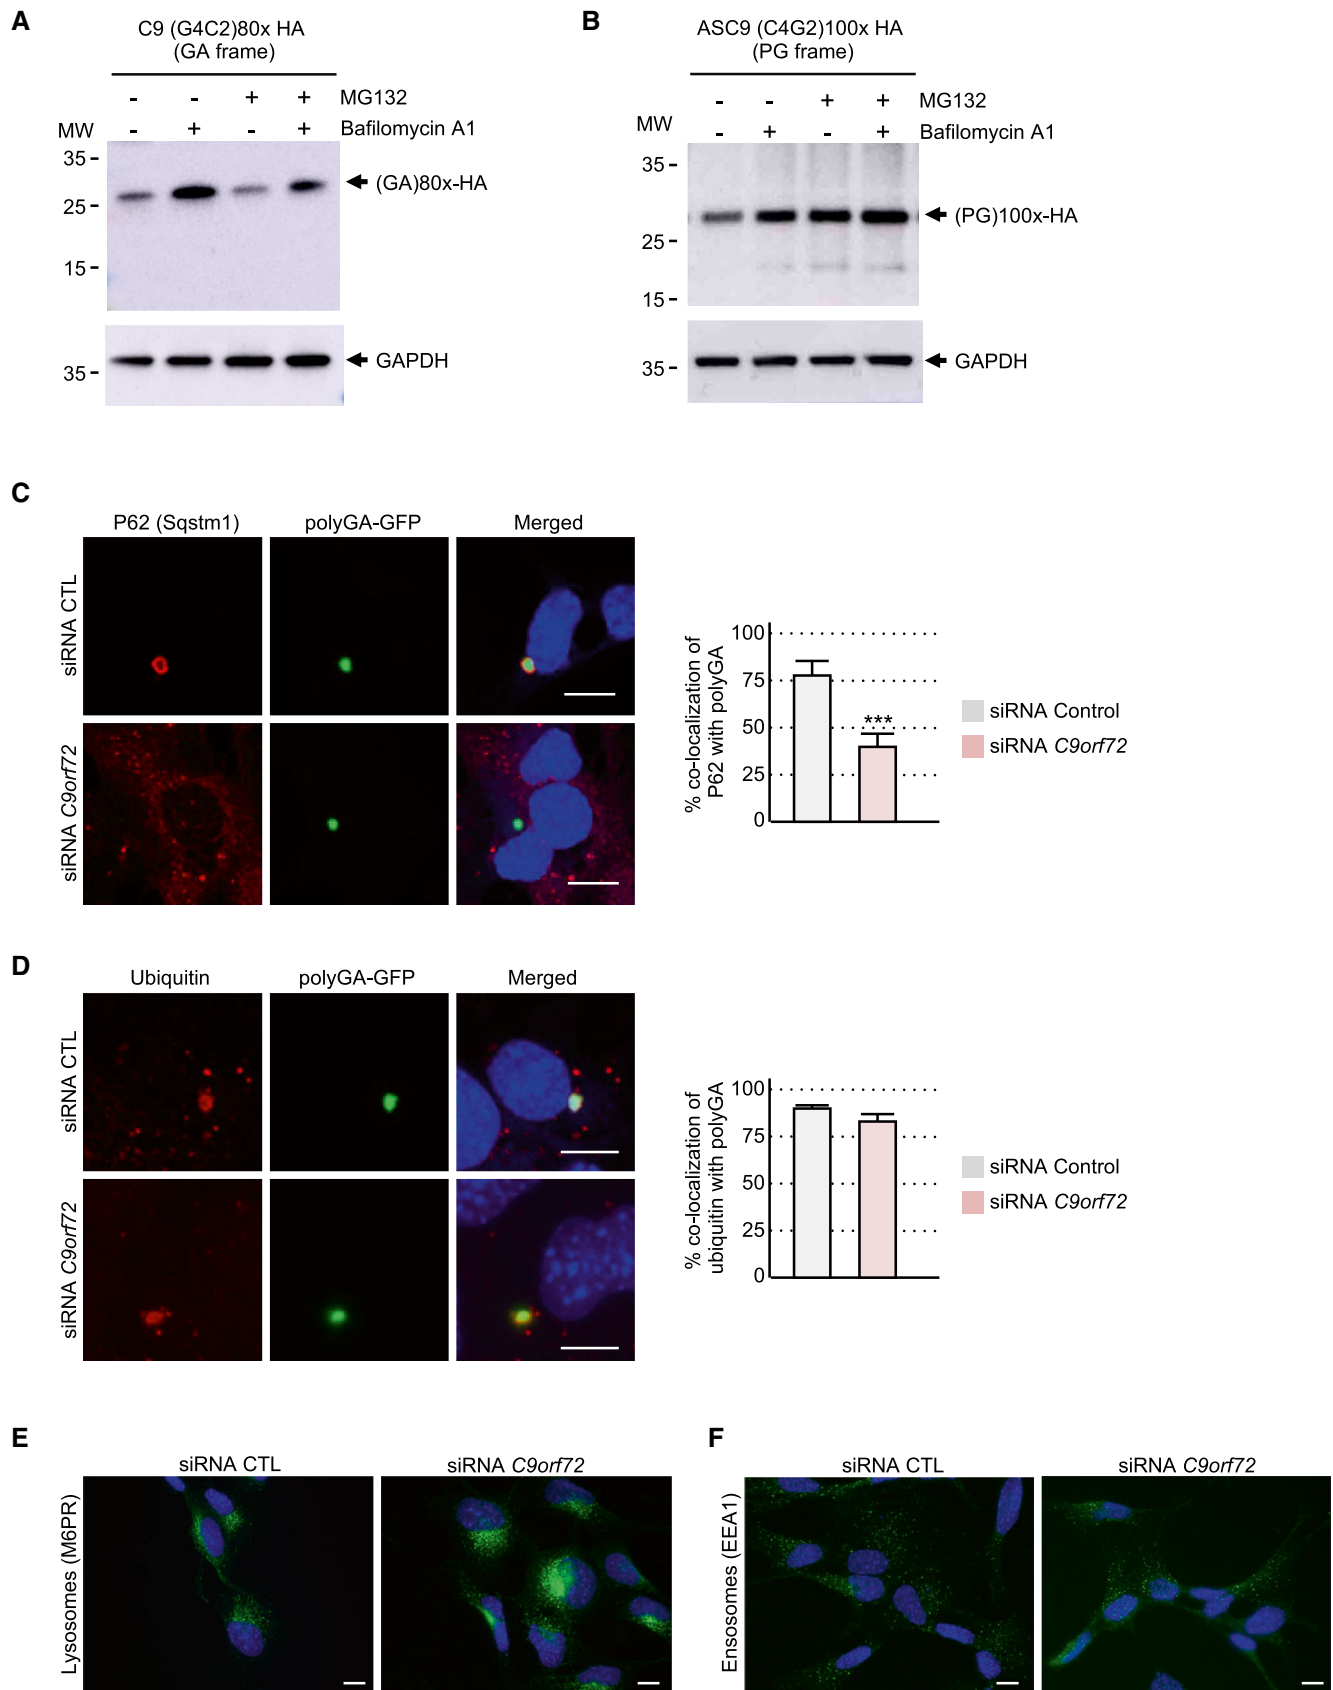 A
C9 (G4C2)80x HA
(GA frame)
- - + + MG132
MW - + - + Bafilomycin A1
35
25
15
(GA)80x-HA
35
GAPDH
B
ASC9 (C4G2)100x HA
(PG frame)
- - + + MG132
MW - + - + Bafilomycin A1
35
25
15
(PG)100x-HA
35
GAPDH
C
P62 (Sqstm1) polyGA-GFP Merged
siRNA CTL
siRNA C9orf72
% co-localization of
P62 with polyGA
100
75
50
25
0
***
siRNA Control
siRNA C9orf72
D
Ubiquitin polyGA-GFP Merged
siRNA CTL
siRNA C9orf72
% co-localization of
ubiquitin with polyGA
100
75
50
25
0
siRNA Control
siRNA C9orf72
E
siRNA CTL siRNA C9orf72
Lysosomes (M6PR)
F
siRNA CTL siRNA C9orf72
Ensosomes (EEA1)